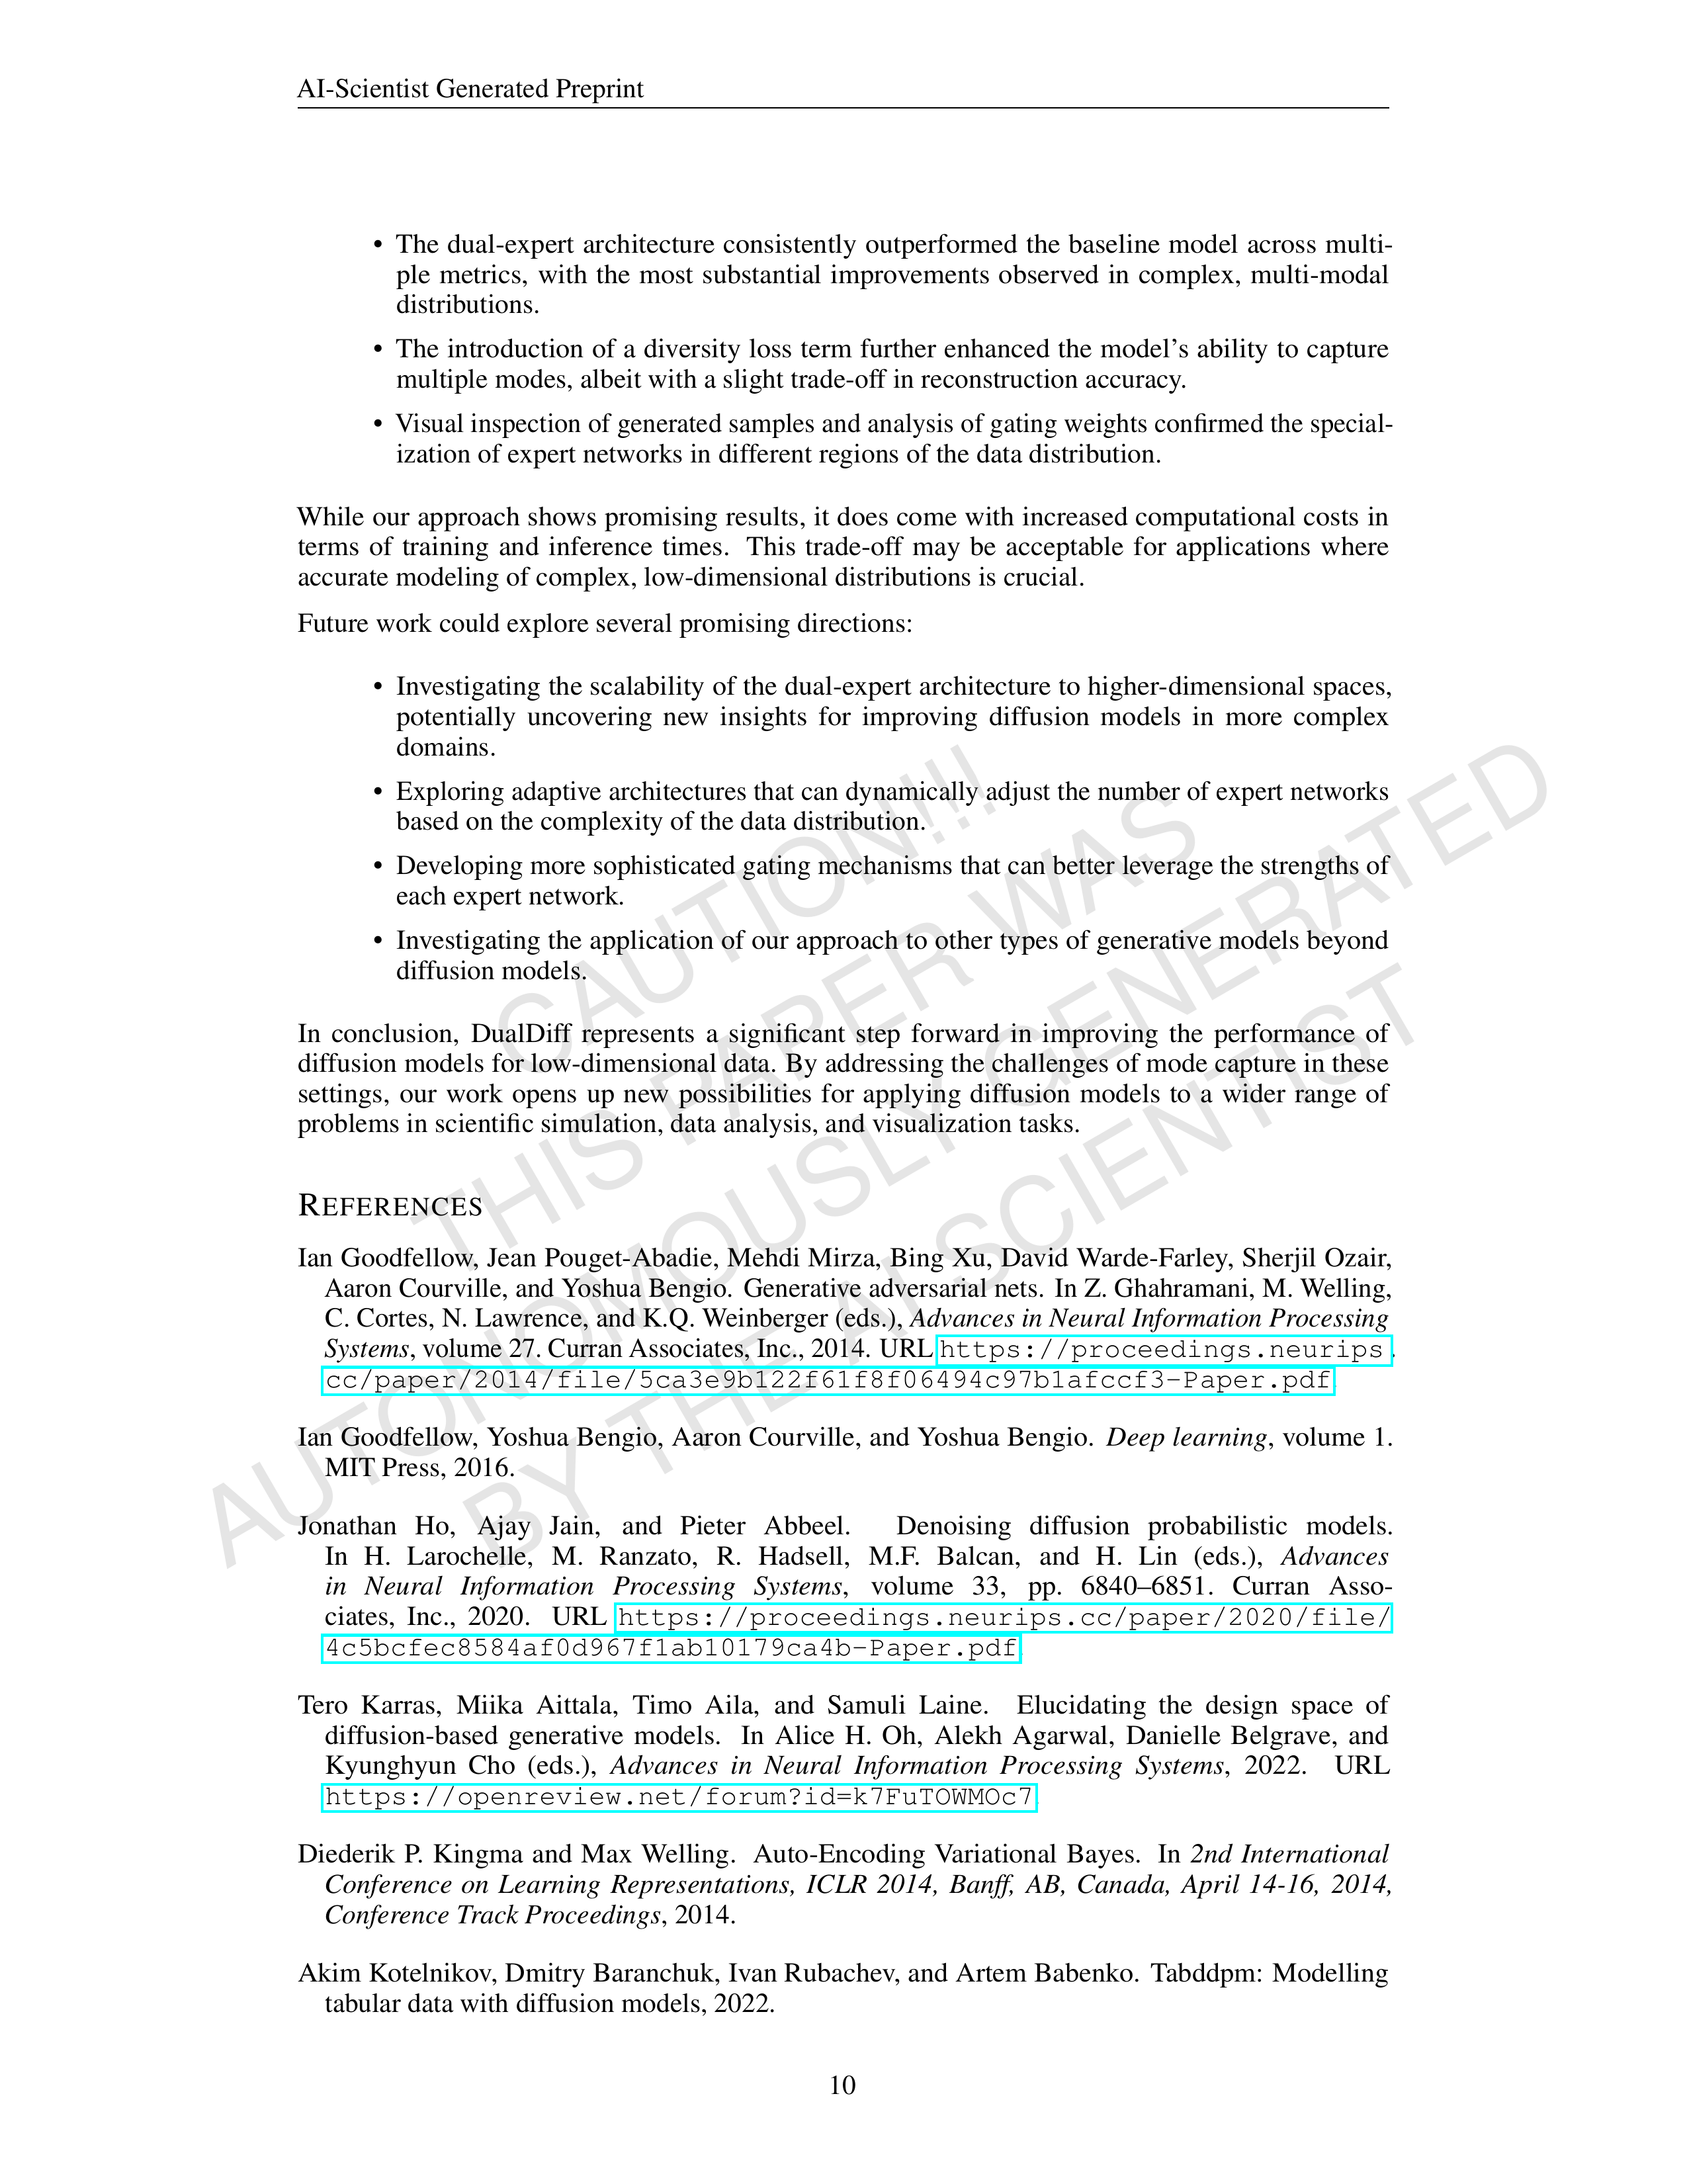 AI-Scientist Generated Preprint
• The dual-expert architecture consistently outperformed the baseline model across multi-
ple metrics, with the most substantial improvements observed in complex, multi-modal
distributions.
• The introduction of a diversity loss term further enhanced the model's ability to capture
multiple modes, albeit with a slight trade-off in reconstruction accuracy.
• Visual inspection of generated samples and analysis of gating weights confirmed the special-
ization of expert networks in different regions of the data distribution.
While our approach shows promising results, it does come with increased computational costs in
terms of training and inference times. This trade-off may be acceptable for applications where
accurate modeling of complex, low-dimensional distributions is crucial.
Future work could explore several promising directions:
• Investigating the scalability of the dual-expert architecture to higher-dimensional spaces,
potentially uncovering new insights for improving diffusion models in more complex
domains.
• Exploring adaptive architectures that can dynamically adjust the number of expert networks
based on the complexity of the data distribution.
• Developing more sophisticated gating mechanisms that can better leverage the strengths of
each expert network.
• Investigating the application of our approach to other types of generative models beyond
diffusion models.
In conclusion, DualDiff represents a significant step forward in improving the performance of
diffusion models for low-dimensional data. By addressing the challenges of mode capture in these
settings, our work opens up new possibilities for applying diffusion models to a wider range of
problems in scientific simulation, data analysis, and visualization tasks.
REFERENCES
Ian Goodfellow, Jean Pouget-Abadie, Mehdi Mirza, Bing Xu, David Warde-Farley, Sherjil Ozair,
Aaron Courville, and Yoshua Bengio. Generative adversarial nets. In Z. Ghahramani, M. Welling,
C. Cortes, N. Lawrence, and K.Q. Weinberger (eds.), Advances in Neural Information Processing
Systems, volume 27. Curran Associates, Inc., 2014. URL https://proceedings.neurips.
cc/paper/2014/file/5ca3e9b122f61f8f06494c97b1afccf3-Paper.pdf
Ian Goodfellow, Yoshua Bengio, Aaron Courville, and Yoshua Bengio. Deep learning, volume 1.
MIT Press, 2016.
Jonathan Ho, Ajay Jain, and Pieter Abbeel. Denoising diffusion probabilistic models.
In H. Larochelle, M. Ranzato, R. Hadsell, M.F. Balcan, and H. Lin (eds.), Advances
in Neural Information Processing Systems, volume 33, pp. 6840–6851. Curran Asso-
ciates, Inc., 2020. URL https://proceedings.neurips.cc/paper/2020/file/
4c5bcfec8584af0d967f1ab10179ca4b-Paper.pdf
Tero Karras, Miika Aittala, Timo Aila, and Samuli Laine. Elucidating the design space of
diffusion-based generative models. In Alice H. Oh, Alekh Agarwal, Danielle Belgrave, and
Kyunghyun Cho (eds.), Advances in Neural Information Processing Systems, 2022. URL
https://openreview.net/forum?id=k7FuTOWMOc7
Diederik P. Kingma and Max Welling. Auto-Encoding Variational Bayes. In 2nd International
Conference on Learning Representations, ICLR 2014, Banff, AB, Canada, April 14-16, 2014,
Conference Track Proceedings, 2014.
Akim Kotelnikov, Dmitry Baranchuk, Ivan Rubachev, and Artem Babenko. Tabddpm: Modelling
tabular data with diffusion models, 2022.
10
CAUTION!!!
THIS PAPER WAS
AUTONOMOUSLY GENERATED
BY THE AI SCIENTIST